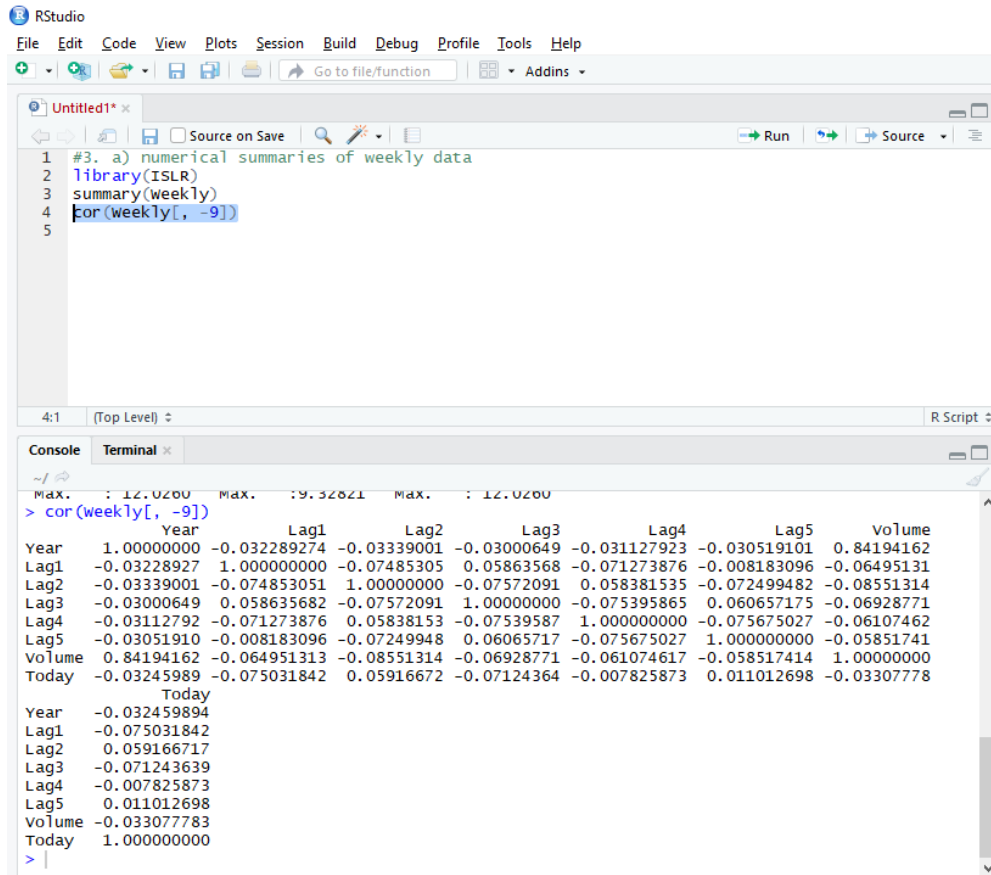 RStudio
File Edit Code View Plots Session Build Debug Profile Tools Help
Go to file/function Addins
Untitled1*
Source on Save Run Source
1 #3. a) numerical summaries of weekly data
2 library(ISLR)
3 summary(Weekly)
4 cor(Weekly[, -9])
5
4:1 (Top Level) R Script
Console Terminal
~/
Max. : 12.0260 Max. :9.32821 Max. : 12.0260
> cor(Weekly[, -9])
Year Lag1 Lag2 Lag3 Lag4 Lag5 Volume
Year 1.00000000 -0.032289274 -0.03339001 -0.03000649 -0.031127923 -0.030519101 0.84194162
Lag1 -0.03228927 1.000000000 -0.07485305 0.05863568 -0.071273876 -0.008183096 -0.06495131
Lag2 -0.03339001 -0.074853051 1.00000000 -0.07572091 0.058381535 -0.072499482 -0.08551314
Lag3 -0.03000649 0.058635682 -0.07572091 1.00000000 -0.075395865 0.060657175 -0.06928771
Lag4 -0.03112792 -0.071273876 0.05838153 -0.07539587 1.000000000 -0.075675027 -0.06107462
Lag5 -0.03051910 -0.008183096 -0.07249948 0.06065717 -0.075675027 1.000000000 -0.05851741
Volume 0.84194162 -0.064951313 -0.08551314 -0.06928771 -0.061074617 -0.058517414 1.00000000
Today -0.03245989 -0.075031842 0.05916672 -0.07124364 -0.007825873 0.011012698 -0.03307778
Today
Year -0.032459894
Lag1 -0.075031842
Lag2 0.059166717
Lag3 -0.071243639
Lag4 -0.007825873
Lag5 0.011012698
Volume -0.033077783
Today 1.000000000
>